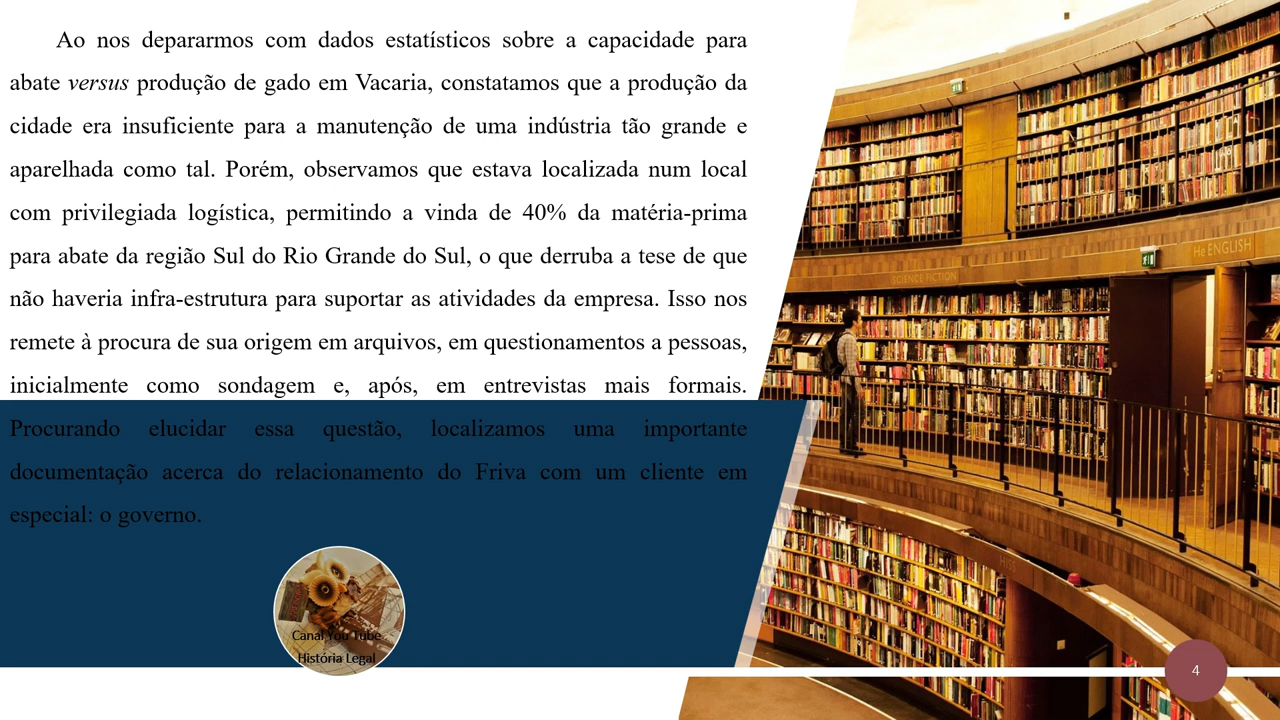 Ao nos depararmos com dados estatísticos sobre a capacidade para
abate versus produção de gado em Vacaria, constatamos que a produção da
cidade era insuficiente para a manutenção de uma indústria tão grande e
aparelhada como tal. Porém, observamos que estava localizada num local
com privilegiada logística, permitindo a vinda de 40% da matéria-prima
para abate da região Sul do Rio Grande do Sul, o que derruba a tese de que
não haveria infra-estrutura para suportar as atividades da empresa. Isso nos
remete à procura de sua origem em arquivos, em questionamentos a pessoas,
inicialmente como sondagem e, após, em entrevistas mais formais.
Procurando elucidar essa questão, localizamos uma importante
documentação acerca do relacionamento do Friva com um cliente em
especial: o governo.
Canal You Tube
História Legal
He ENGLISH
SCIENCE FICTION
4